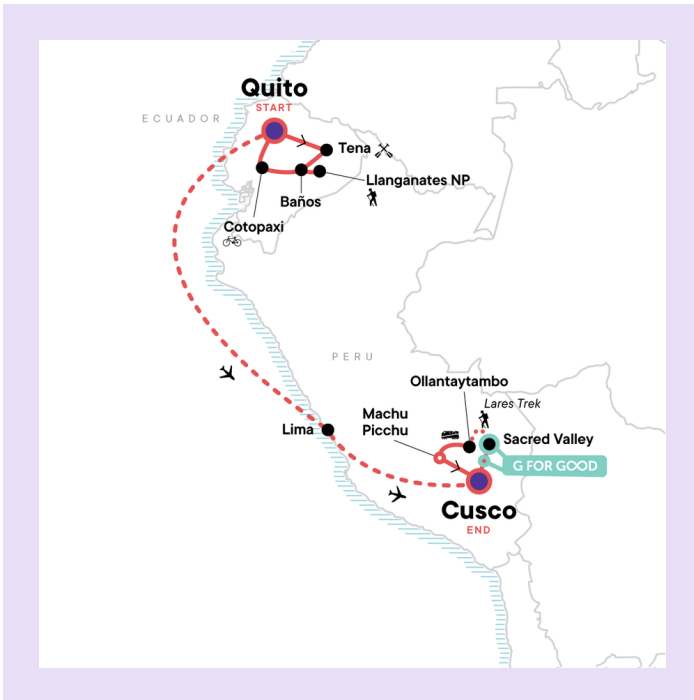 Quito
START
ECUADOR
Tena
Llanganates NP
Baños
Cotopaxi
PERU
Ollantaytambo
Lares Trek
Machu
Picchu
Lima
Sacred Valley
G FOR GOOD
Cusco
END